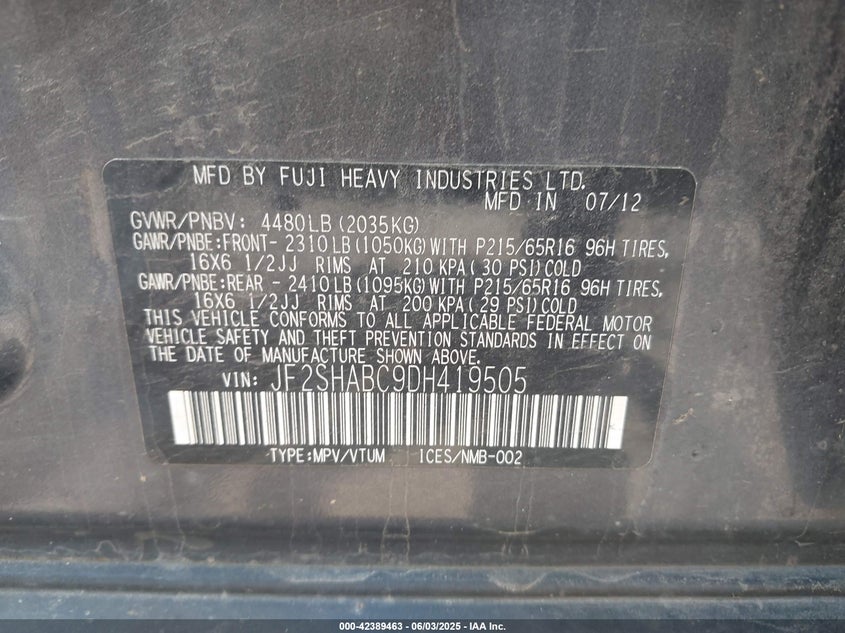 MFD BY FUJI HEAVY INDUSTRIES LTD.
MFD IN 07/12
GVWR/PNBV: 4480LB (2035KG)
GAWR/PNBE:FRONT- 2310LB(1050KG)WITH P215/65R16 96H TIRES,
16X6 1/2JJ RIMS AT 210 KPA(30 PSI)COLD
GAWR/PNBE:REAR - 2410LB(1095KG)WITH P215/65R16 96H TIRES,
16X6 1/2JJ RIMS AT 200 KPA(29 PSI)COLD
THIS VEHICLE CONFORMS TO ALL APPLICABLE FEDERAL MOTOR
VEHICLE SAFETY AND THEFT PREVENTION STANDARDS IN EFFECT ON
THE DATE OF MANUFACTURE SHOWN ABOVE.
VIN: JF2SHABC9DH419505
TYPE:MPV/VTUM ICES/NMB-002
000-42389463 - 06/03/2025 - IAA Inc.